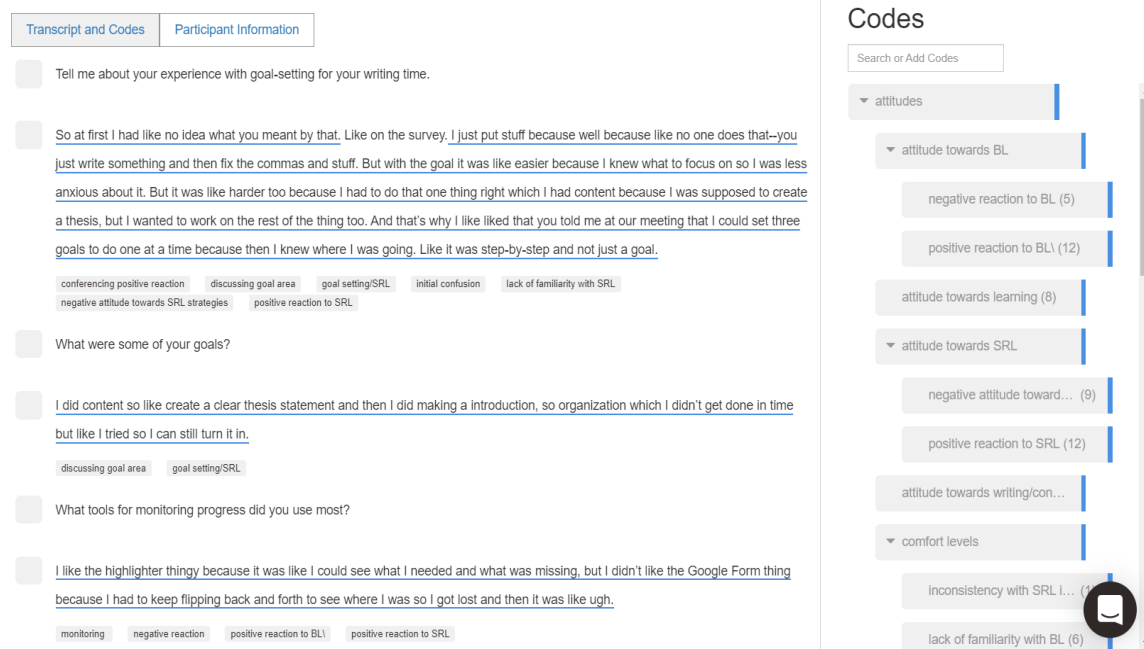 Transcript and Codes
Participant Information
Tell me about your experience with goal-setting for your writing time.
So at first I had like no idea what you meant by that. Like on the survey. I just put stuff because well because like no one does that--you
just write something and then fix the commas and stuff. But with the goal it was like easier because I knew what to focus on so I was less
anxious about it. But it was like harder too because I had to do that one thing right which I had content because I was supposed to create
a thesis, but I wanted to work on the rest of the thing too. And that's why I like liked that you told me at our meeting that I could set three
goals to do one at a time because then I knew where I was going. Like it was step-by-step and not just a goal.
conferencing positive reaction discussing goal area goal setting/SRL initial confusion lack of familiarity with SRL
negative attitude towards SRL strategies positive reaction to SRL
What were some of your goals?
I did content so like create a clear thesis statement and then I did making a introduction, so organization which I didn't get done in time
but like I tried so I can still turn it in.
discussing goal area goal setting/SRL
What tools for monitoring progress did you use most?
I like the highlighter thingy because it was like I could see what I needed and what was missing, but I didn't like the Google Form thing
because I had to keep flipping back and forth to see where I was so I got lost and then it was like ugh.
monitoring negative reaction positive reaction to BL\ positive reaction to SRL
Codes
Search or Add Codes
attitudes
attitude towards BL
negative reaction to BL (5)
positive reaction to BL\ (12)
attitude towards learning (8)
attitude towards SRL
negative attitude toward... (9)
positive reaction to SRL (12)
attitude towards writing/con...
comfort levels
inconsistency with SRL i...
lack of familiarity with BL (6)